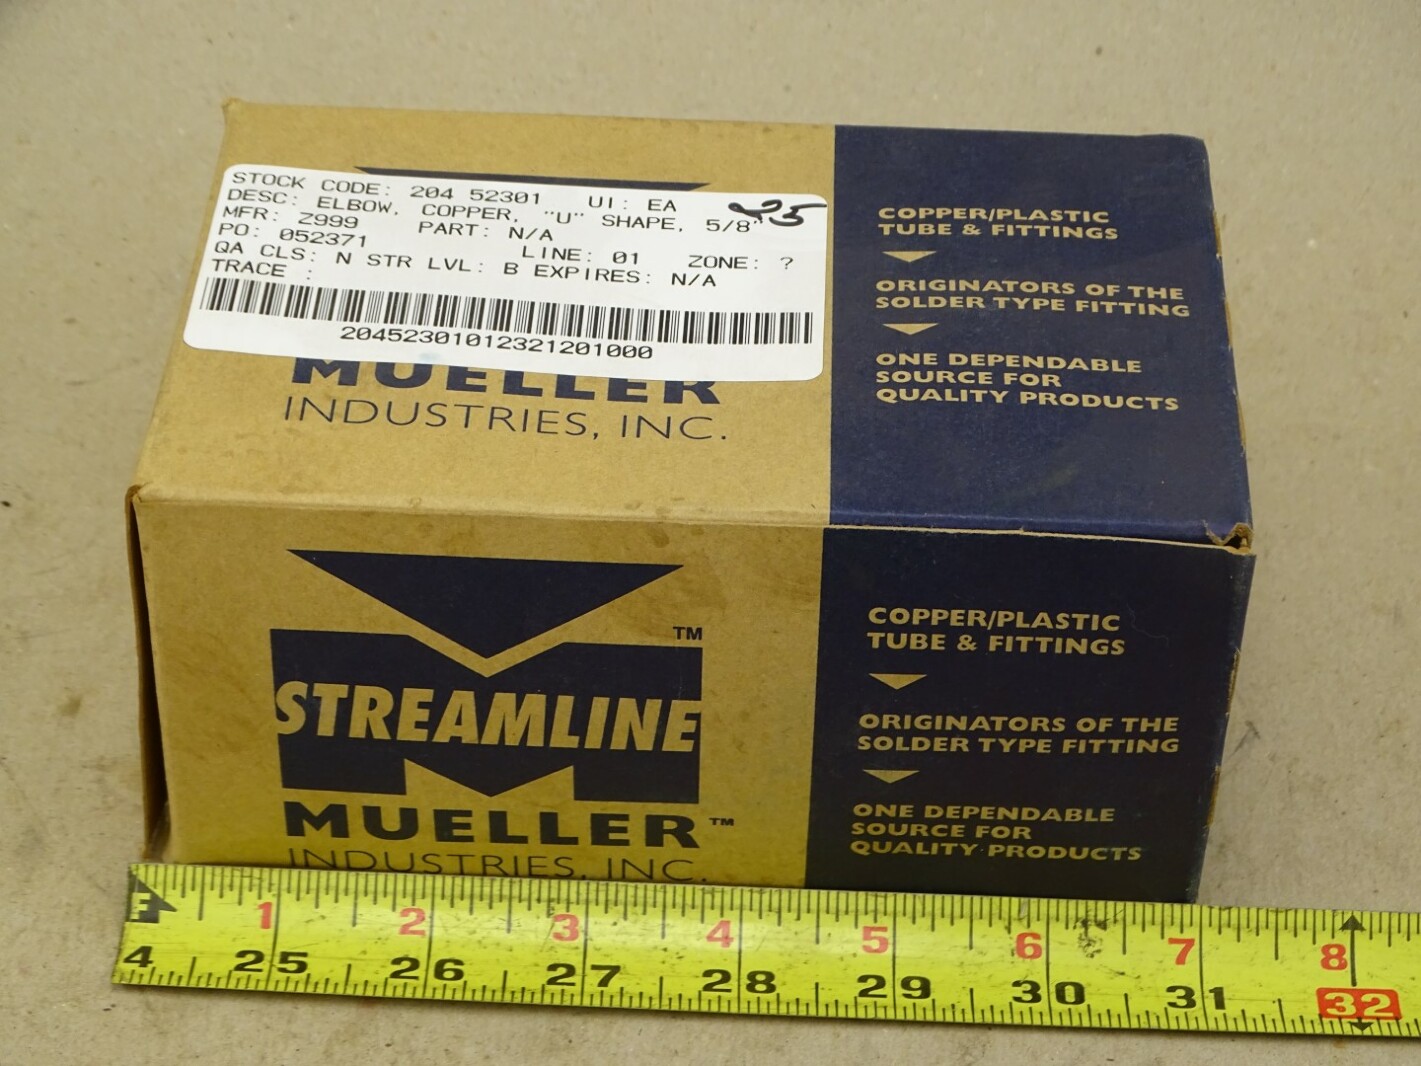 STOCK CODE: 204 52301 UI: EA
DESC: ELBOW, COPPER, "U" SHAPE, 5/8"
25
MFR: Z999 PART: N/A
PO: 052371 LINE: 01 ZONE: ?
QA CLS: N STR LVL: B EXPIRES: N/A
TRACE :
20452301012321201000
MUELLER
INDUSTRIES, INC.
COPPER/PLASTIC
TUBE & FITTINGS
ORIGINATORS OF THE
SOLDER TYPE FITTING
ONE DEPENDABLE
SOURCE FOR
QUALITY PRODUCTS
TM
STREAMLINE
MUELLER™
INDUSTRIES, INC.
COPPER/PLASTIC
TUBE & FITTINGS
ORIGINATORS OF THE
SOLDER TYPE FITTING
ONE DEPENDABLE
SOURCE FOR
QUALITY PRODUCTS
F 1 2 3 4 5 6 7 8
4 25 26 27 28 29 30 31 32